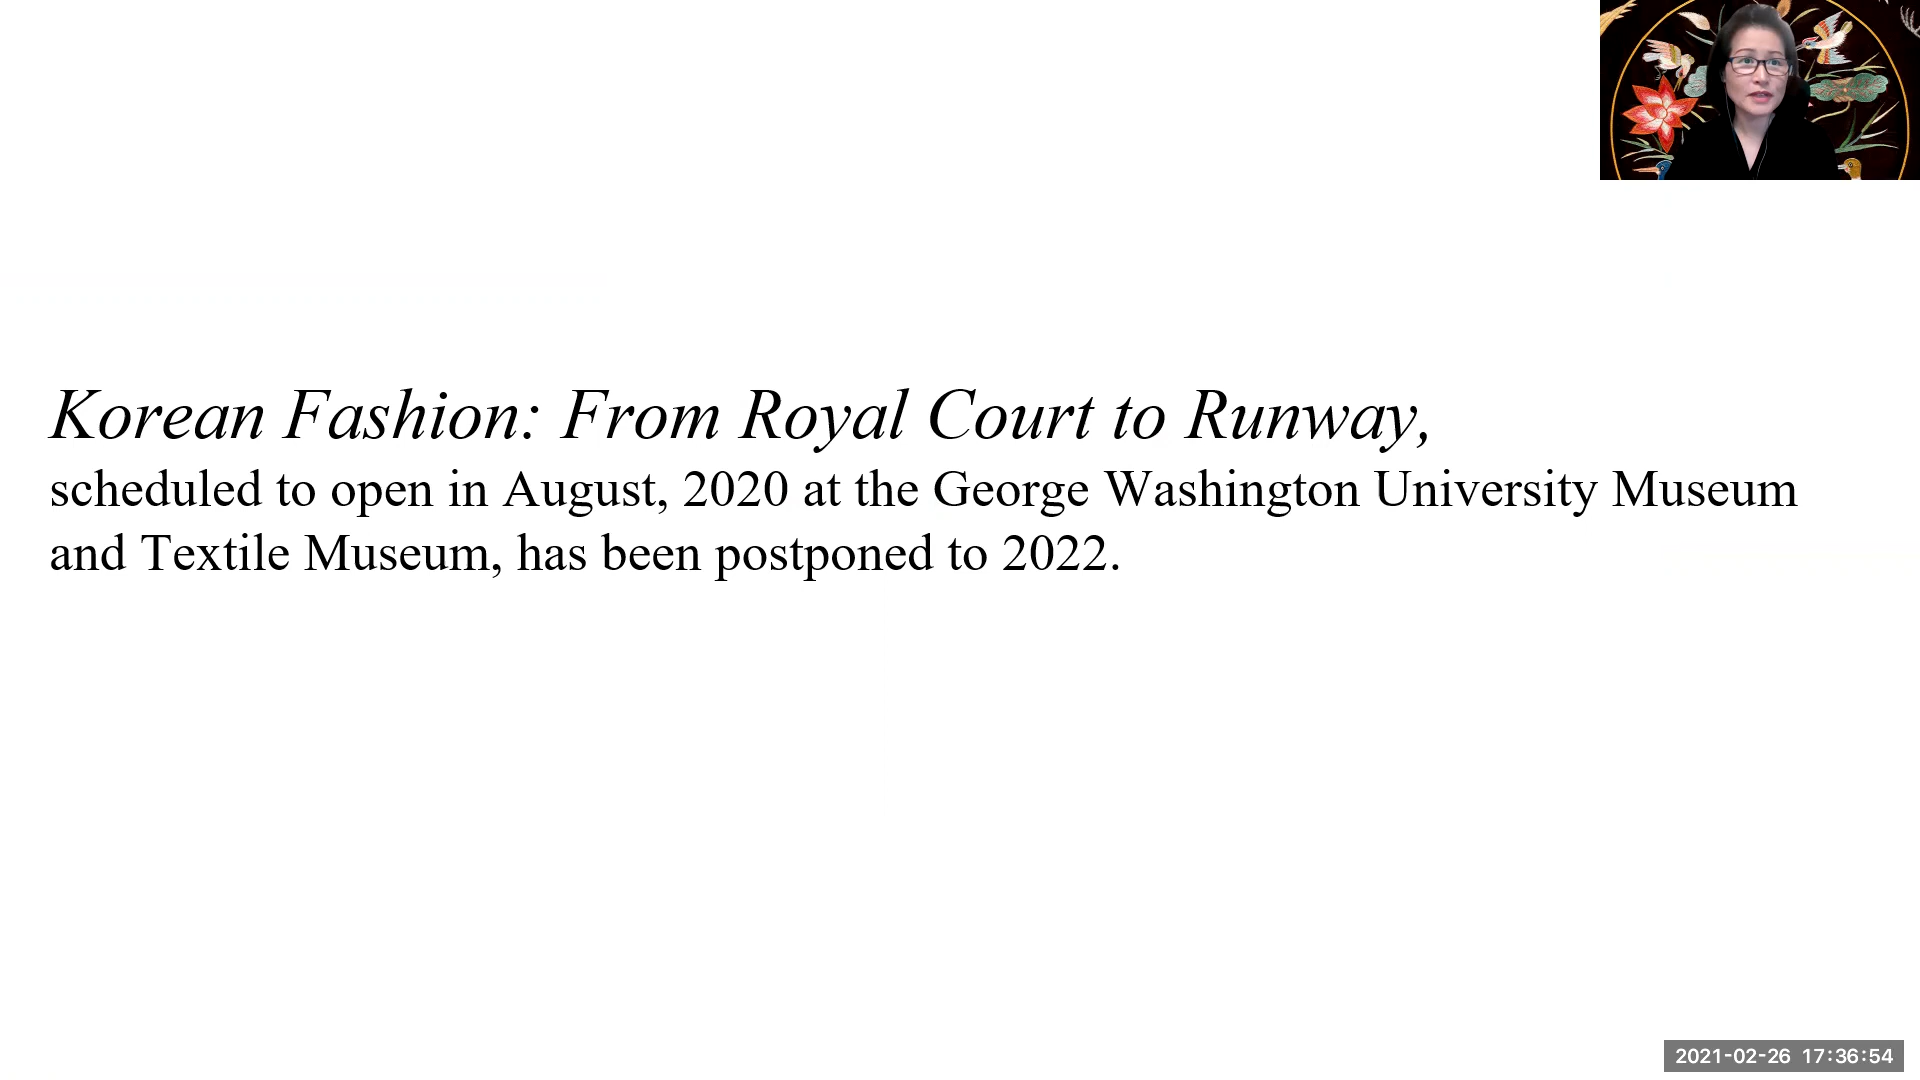 Korean Fashion: From Royal Court to Runway,
scheduled to open in August, 2020 at the George Washington University Museum
and Textile Museum, has been postponed to 2022.
2021-02-26 17:36:54